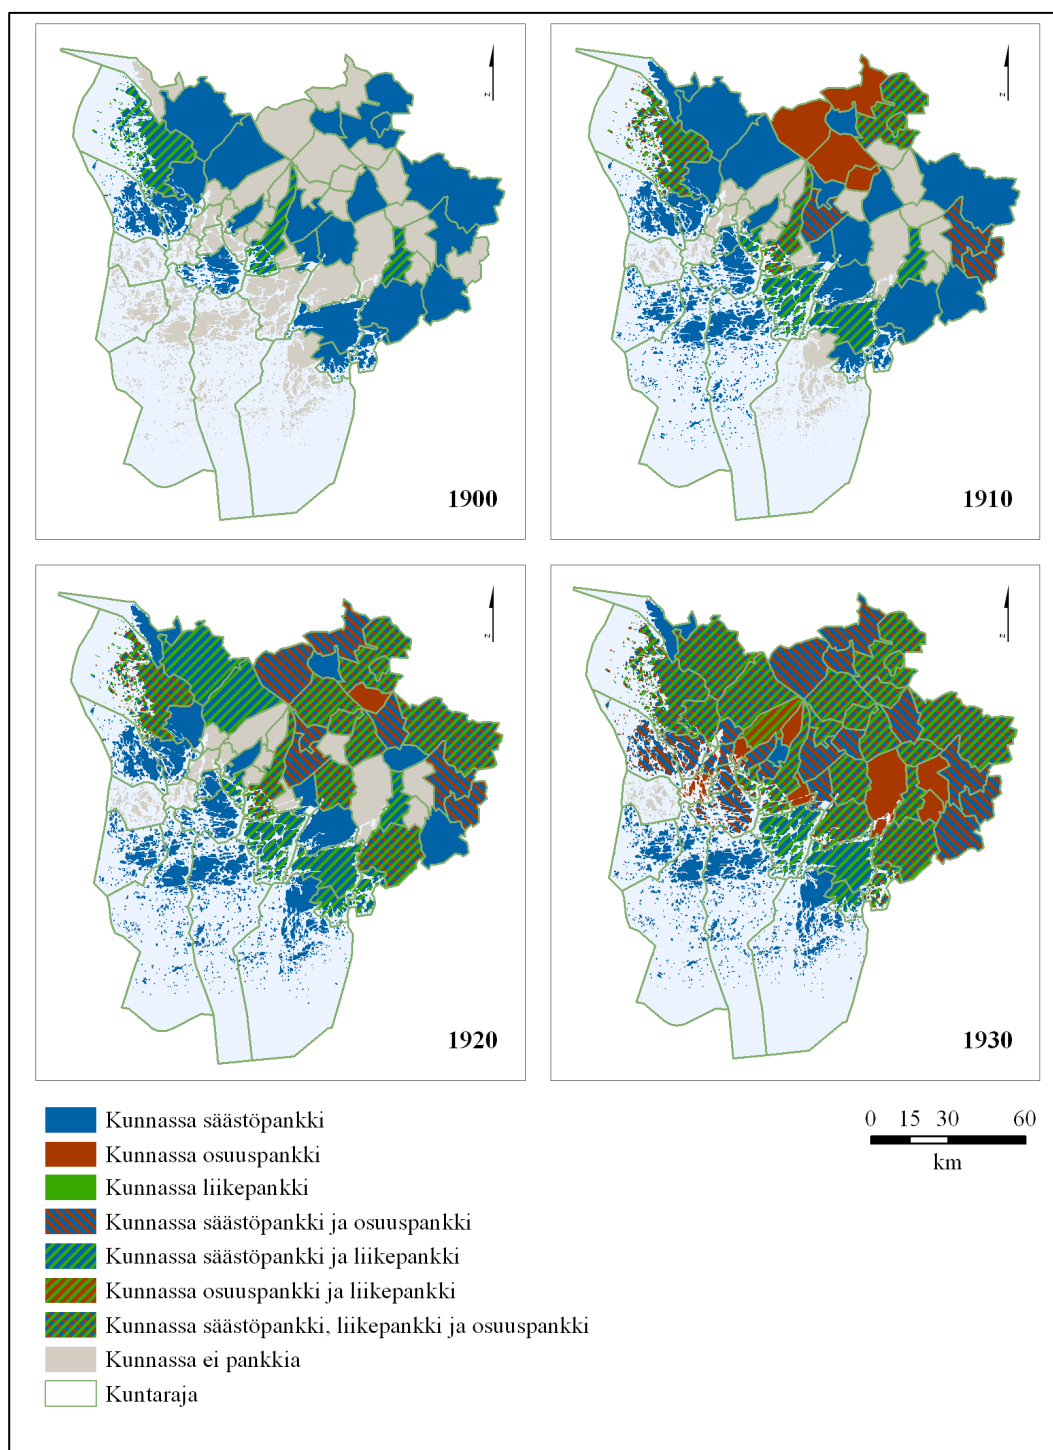 N
1900
N
1910
N
1920
N
1930
Kunnassa säästöpankki
Kunnassa osuuspankki
Kunnassa liikepankki
Kunnassa säästöpankki ja osuuspankki
Kunnassa säästöpankki ja liikepankki
Kunnassa osuuspankki ja liikepankki
Kunnassa säästöpankki, liikepankki ja osuuspankki
Kunnassa ei pankkia
Kuntaraja
0 15 30 60
km